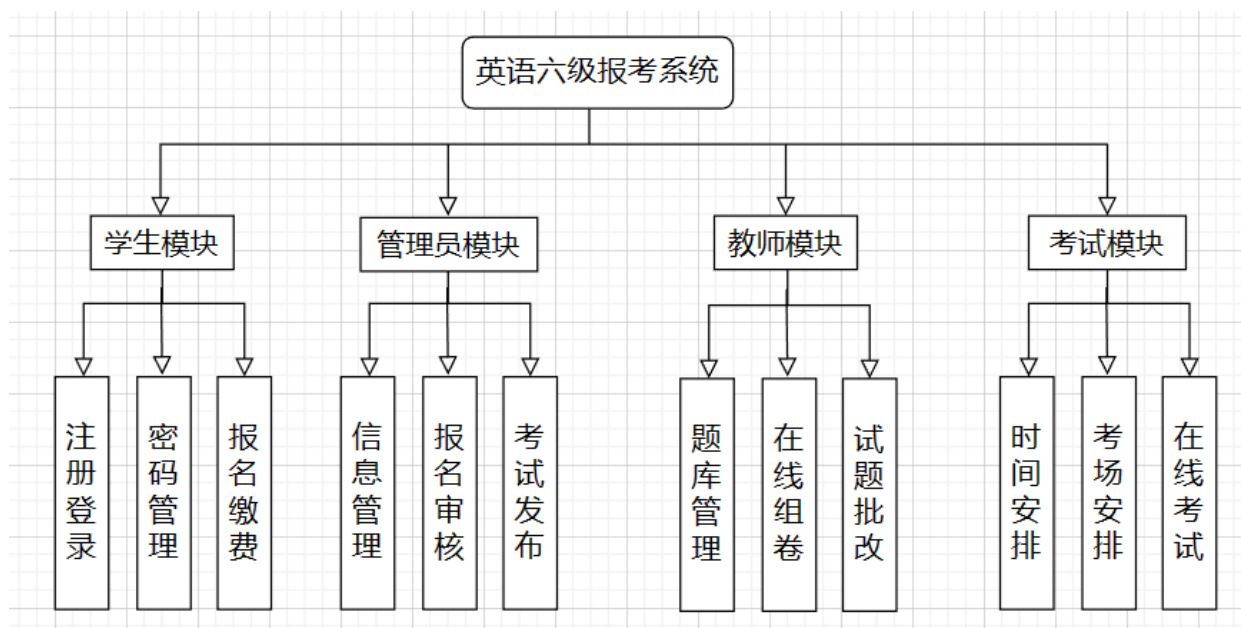 英语六级报考系统
学生模块
管理员模块
教师模块
考试模块
注册登录
密码管理
报名缴费
信息管理
报名审核
考试发布
题库管理
在线组卷
试题批改
时间安排
考场安排
在线考试